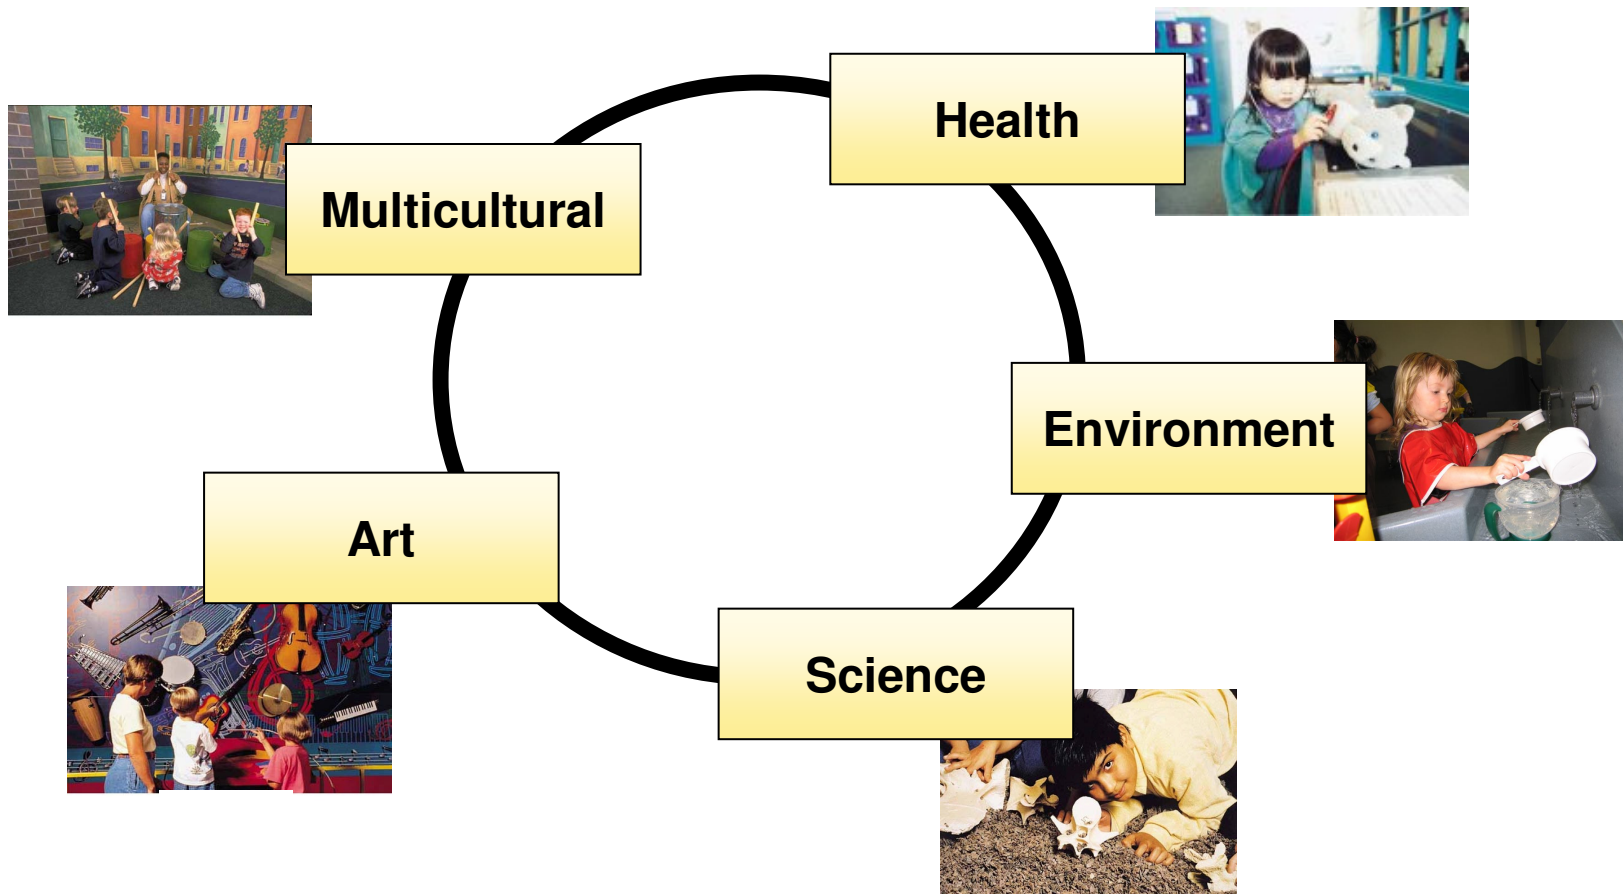 Health
Multicultural
Environment
Art
Science